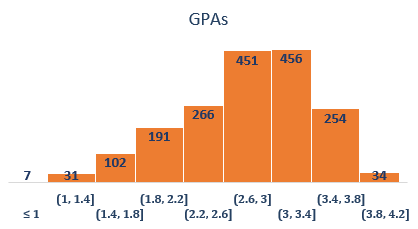 GPAs
7 31 102 191 266 451 456 254 34
(1, 1.4] (1.8, 2.2] (2.6, 3] (3.4, 3.8]
≤ 1 (1.4, 1.8] (2.2, 2.6] (3, 3.4] (3.8, 4.2]